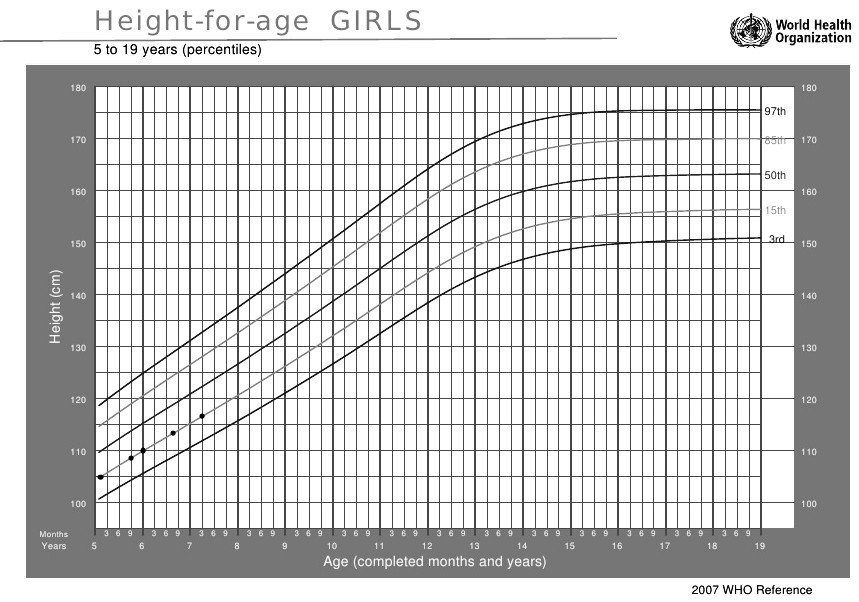 Height-for-age GIRLS
5 to 19 years (percentiles)
World Health
Organization
180 180
97th
170 85th 170
50th
160 160
15th
150 3rd 150
140 140
130 130
120 120
110 110
100 100
Height (cm)
Months 3 6 9 3 6 9 3 6 9 3 6 9 3 6 9 3 6 9 3 6 9 3 6 9 3 6 9 3 6 9 3 6 9 3 6 9 3 6 9 3 6 9
Years 5 6 7 8 9 10 11 12 13 14 15 16 17 18 19
Age (completed months and years)
2007 WHO Reference